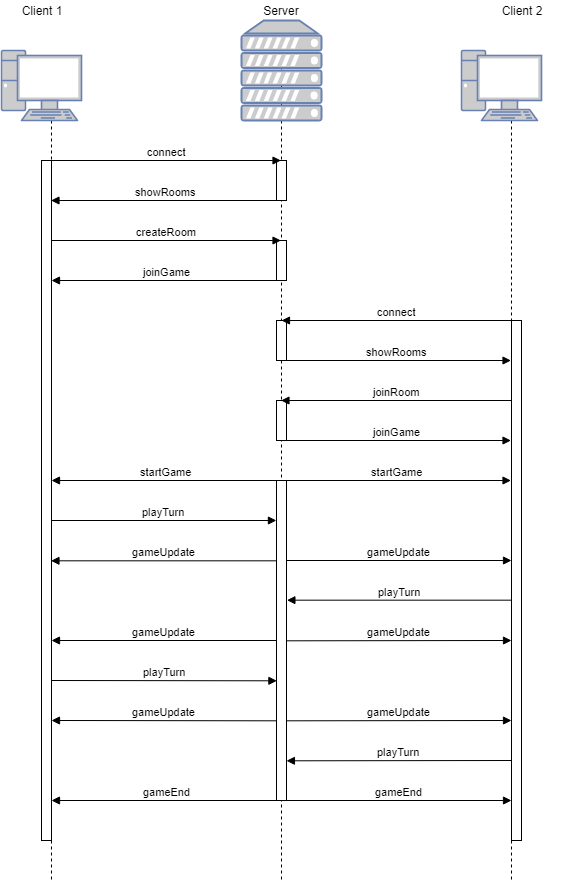 Client 1
Server
Client 2
connect
showRooms
createRoom
joinGame
connect
showRooms
joinRoom
joinGame
startGame
startGame
playTurn
gameUpdate
gameUpdate
playTurn
gameUpdate
gameUpdate
playTurn
gameUpdate
gameUpdate
playTurn
gameEnd
gameEnd